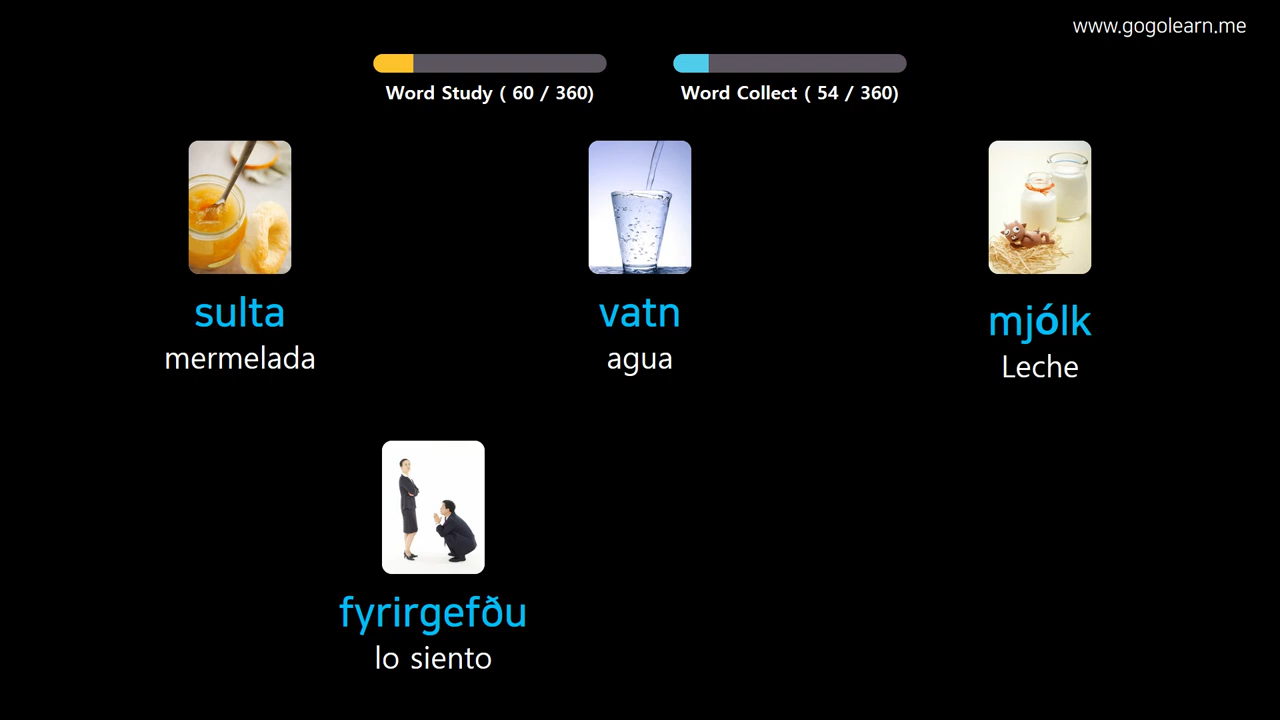 www.gogolearn.me
Word Study ( 60 / 360)
Word Collect ( 54 / 360)
sulta
mermelada
vatn
agua
mjólk
Leche
fyrirgefðu
lo siento